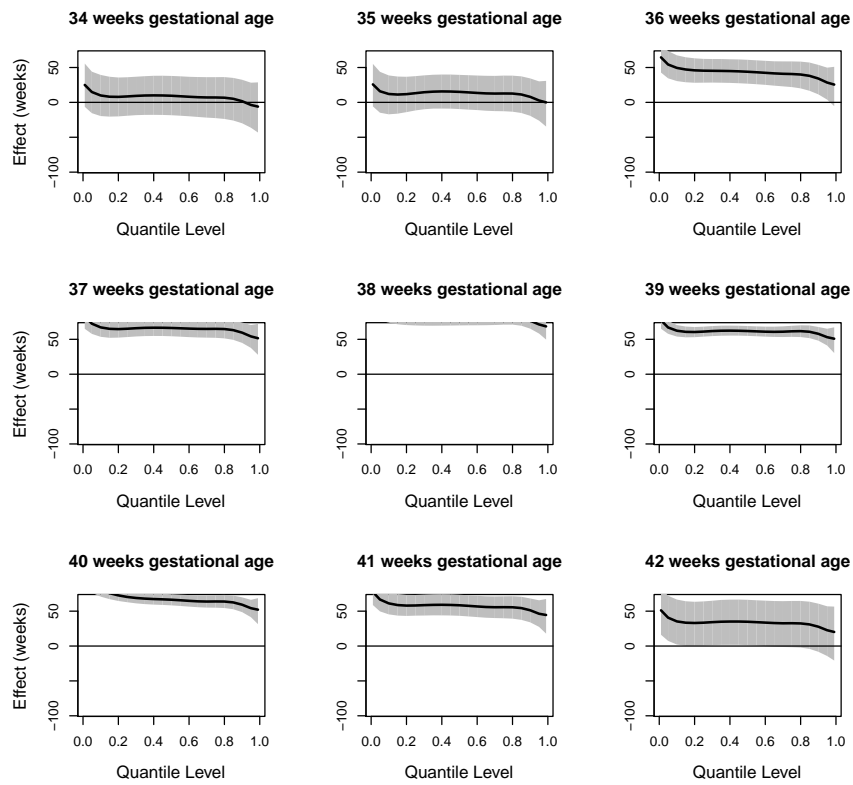 34 weeks gestational age
35 weeks gestational age
36 weeks gestational age
Effect (weeks)
50
0
−100
0.0 0.2 0.4 0.6 0.8 1.0
Quantile Level
50
0
−100
0.0 0.2 0.4 0.6 0.8 1.0
Quantile Level
50
0
−100
0.0 0.2 0.4 0.6 0.8 1.0
Quantile Level
37 weeks gestational age
38 weeks gestational age
39 weeks gestational age
Effect (weeks)
50
0
−100
0.0 0.2 0.4 0.6 0.8 1.0
Quantile Level
50
0
−100
0.0 0.2 0.4 0.6 0.8 1.0
Quantile Level
50
0
−100
0.0 0.2 0.4 0.6 0.8 1.0
Quantile Level
40 weeks gestational age
41 weeks gestational age
42 weeks gestational age
Effect (weeks)
50
0
−100
0.0 0.2 0.4 0.6 0.8 1.0
Quantile Level
50
0
−100
0.0 0.2 0.4 0.6 0.8 1.0
Quantile Level
50
0
−100
0.0 0.2 0.4 0.6 0.8 1.0
Quantile Level